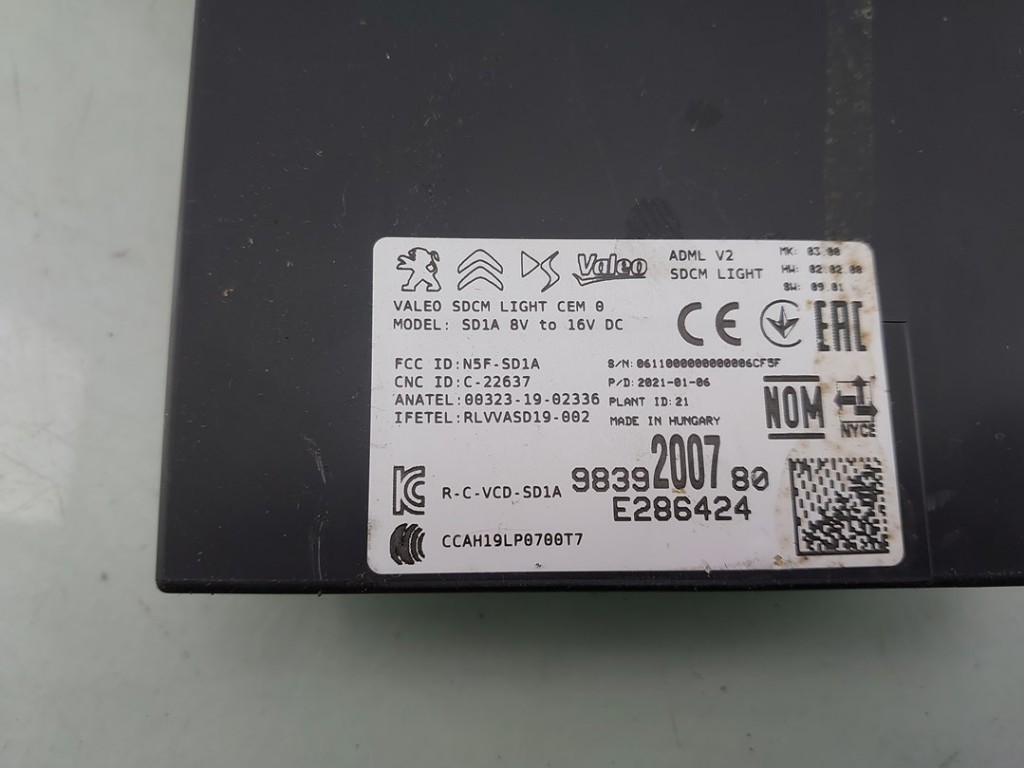 Valeo
ADML V2
SDCM LIGHT
MK: 03.00
HW: 02.02.00
SW: 09.01
VALEO SDCM LIGHT CEM 0
MODEL: SD1A 8V to 16V DC
CE
EAC
FCC ID:N5F-SD1A
CNC ID:C-22637
ANATEL:00323-19-02336
IFETEL:RLVVASD19-002
S/N:0611000000000006CF5F
P/D:2021-01-06
PLANT ID:21
MADE IN HUNGARY
NOM
NYCE
R-C-VCD-SD1A
98392007 80
E286424
CCAH19LP0700T7